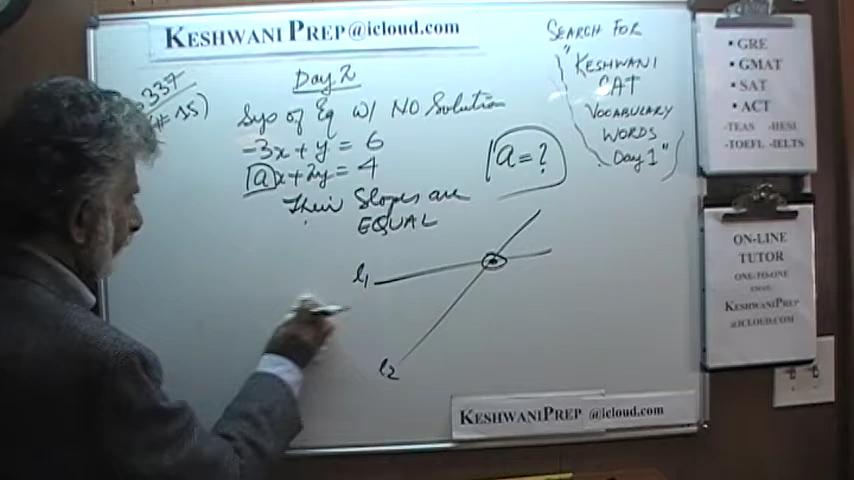 KESHWANI PREP@iCLOUD.COM
Day 2
337
(#15)
Sys of Eq w/ NO Solution
-3x + y = 6
ax + 2y = 4
a = ?
Their Slopes are
EQUAL
l1
l2
SEARCH FOR
"KESHWANI
CAT
VOCABULARY
WORDS
Day 1"
• GRE
• GMAT
• SAT
• ACT
-TEAS -HESI
-TOEFL -IELTS
ON-LINE
TUTOR
ONE-TO-ONE
EMAIL
KESHWANIPREP
@ICLOUD.COM
KESHWANIPREP @iCLOUD.COM